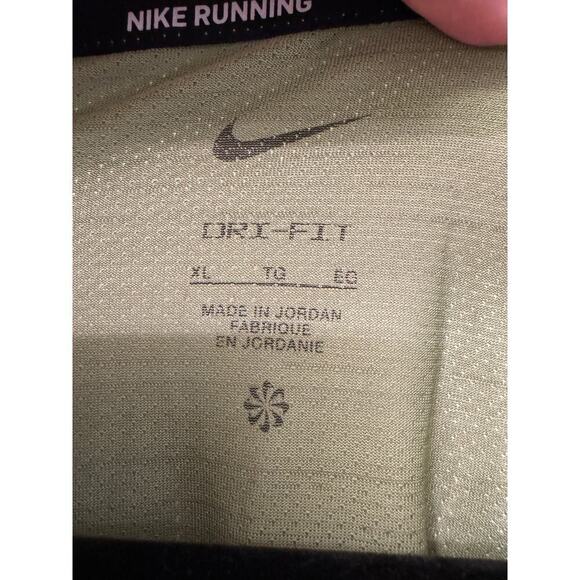 NIKE RUNNING
DRI-FIT
XL TG EG
MADE IN JORDAN
FABRIQUE
EN JORDANIE